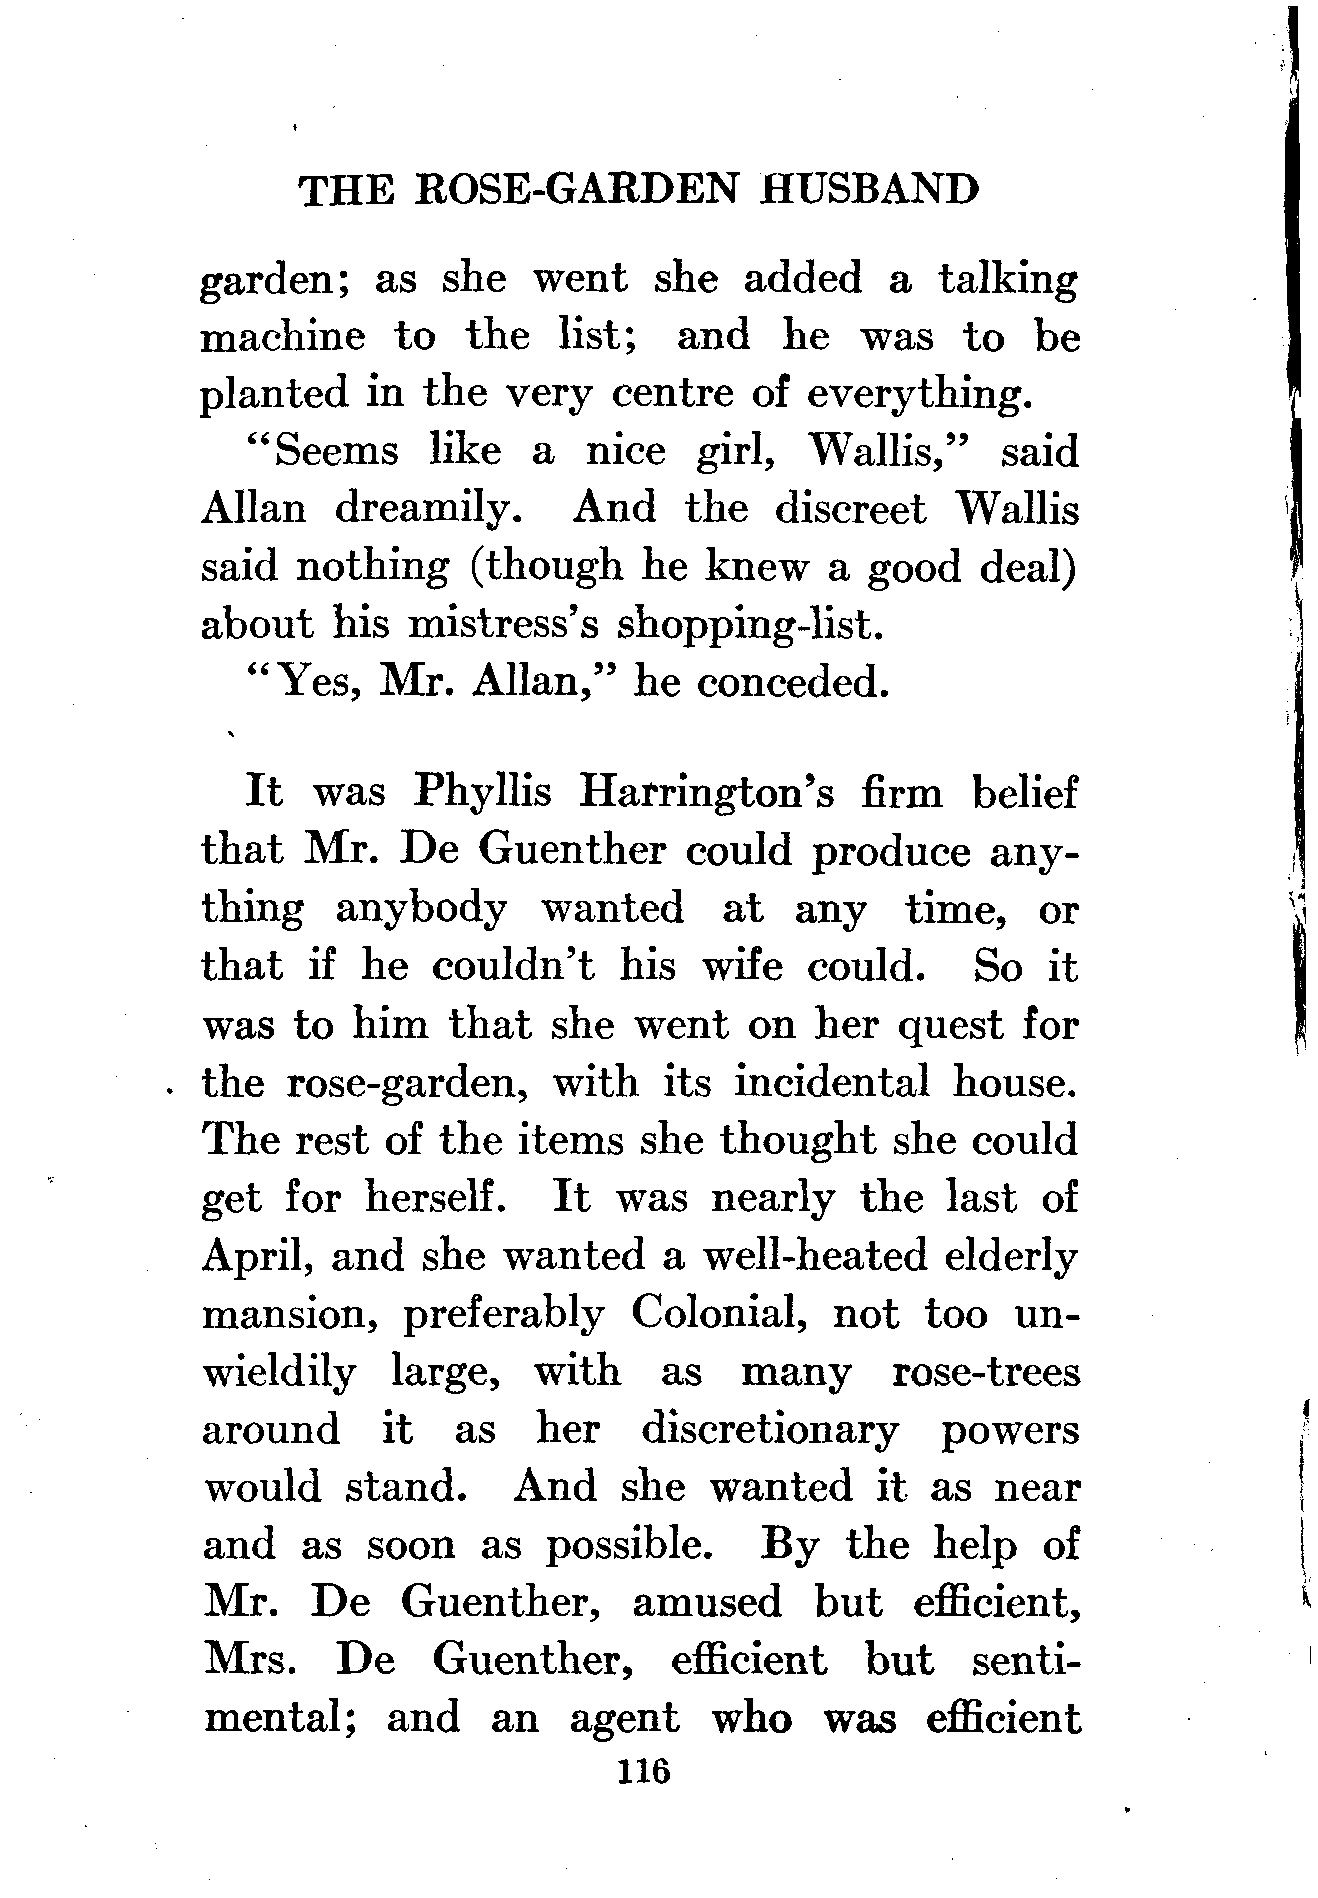 THE ROSE-GARDEN HUSBAND
garden; as she went she added a talking
machine to the list; and he was to be
planted in the very centre of everything.
“Seems like a nice girl, Wallis,” said
Allan dreamily. And the discreet Wallis
said nothing (though he knew a good deal)
about his mistress’s shopping-list.
“Yes, Mr. Allan,” he conceded.
It was Phyllis Harrington’s firm belief
that Mr. De Guenther could produce any-
thing anybody wanted at any time, or
that if he couldn’t his wife could. So it
was to him that she went on her quest for
the rose-garden, with its incidental house.
The rest of the items she thought she could
get for herself. It was nearly the last of
April, and she wanted a well-heated elderly
mansion, preferably Colonial, not too un-
wieldily large, with as many rose-trees
around it as her discretionary powers
would stand. And she wanted it as near
and as soon as possible. By the help of
Mr. De Guenther, amused but efficient,
Mrs. De Guenther, efficient but senti-
mental; and an agent who was efficient
116